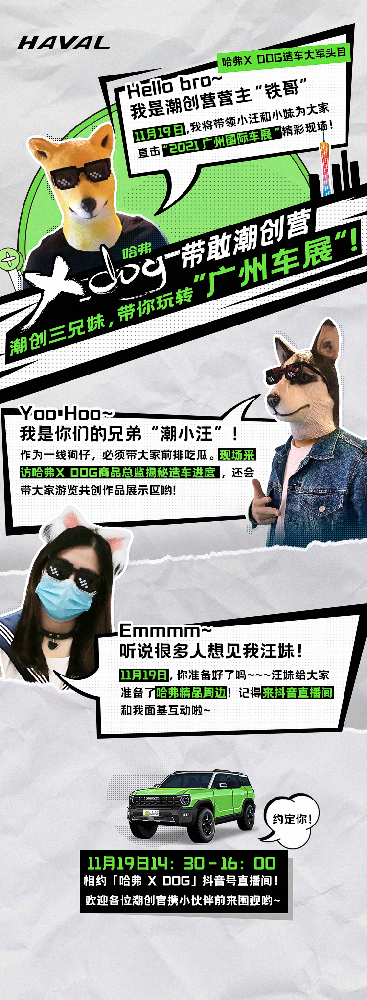 HAVAL
哈弗X DOG造车大军头目
Hello bro~
我是潮创营营主“铁哥”
11月19日,我将带领小汪和小妹为大家
直击“2021广州国际车展”精彩现场!
哈弗
X-dog-带敢潮创营
潮创三兄妹,带你玩转“广州车展”!
Yoo·Hoo~
我是你们的兄弟“潮小汪”!
作为一线狗仔，必须带大家前排吃瓜。现场采
访哈弗X DOG商品总监揭秘造车进度，还会
带大家游览共创作品展示区哟!
Emmmm~
听说很多人想见我汪妹!
11月19日,你准备好了吗~~~汪妹给大家
准备了哈弗精品周边! 记得来抖音直播间
和我面基互动啦~
HAVAL
X-dog
约定你!
11月19日14：30-16：00
相约「哈弗 X DOG」抖音号直播间!
欢迎各位潮创官携小伙伴前来围观哟~